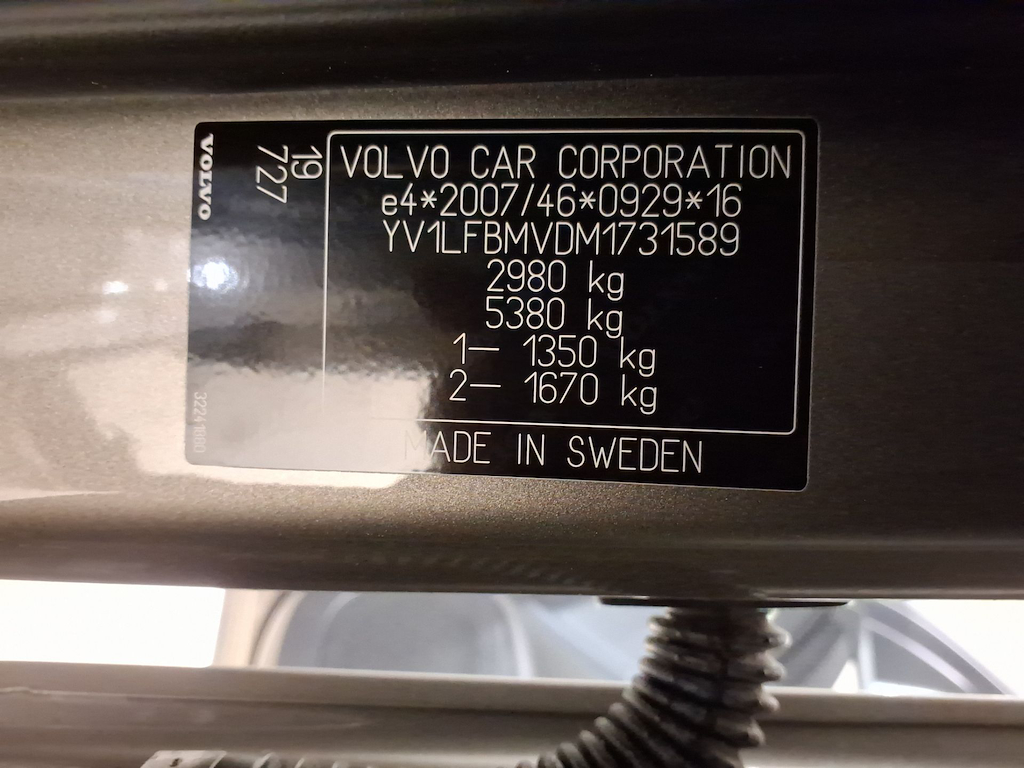 VOLVO
19
727
VOLVO CAR CORPORATION
e4*2007/46*0929*16
YV1LFBMVDM1731589
2980 kg
5380 kg
1— 1350 kg
2— 1670 kg
MADE IN SWEDEN